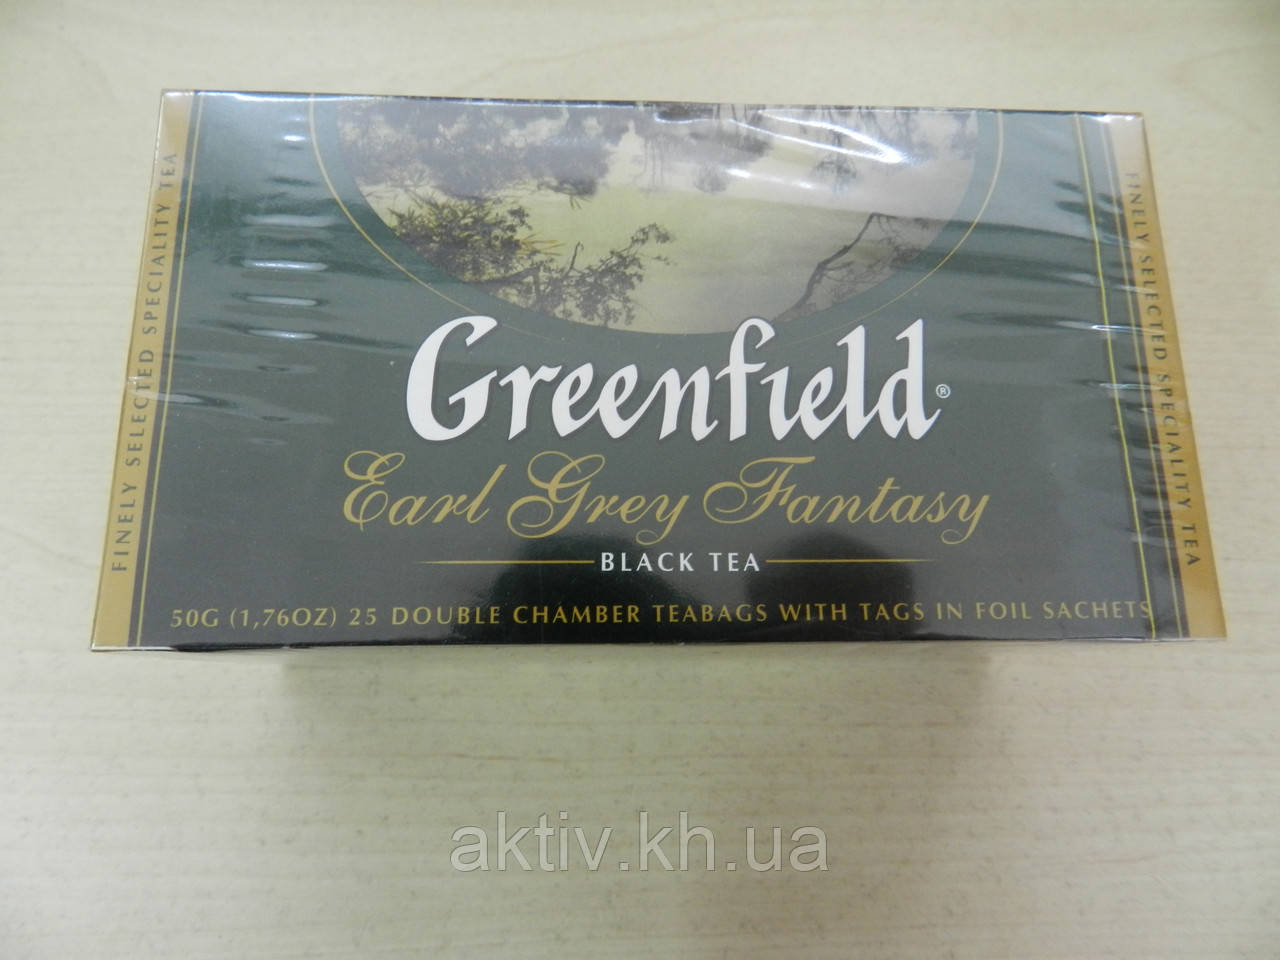 FINELY SELECTED SPECIALITY TEA
FINELY SELECTED SPECIALITY TEA
Greenfield®
Earl Grey Fantasy
BLACK TEA
50G (1,76OZ) 25 DOUBLE CHAMBER TEABAGS WITH TAGS IN FOIL SACHETS
aktiv.kh.ua